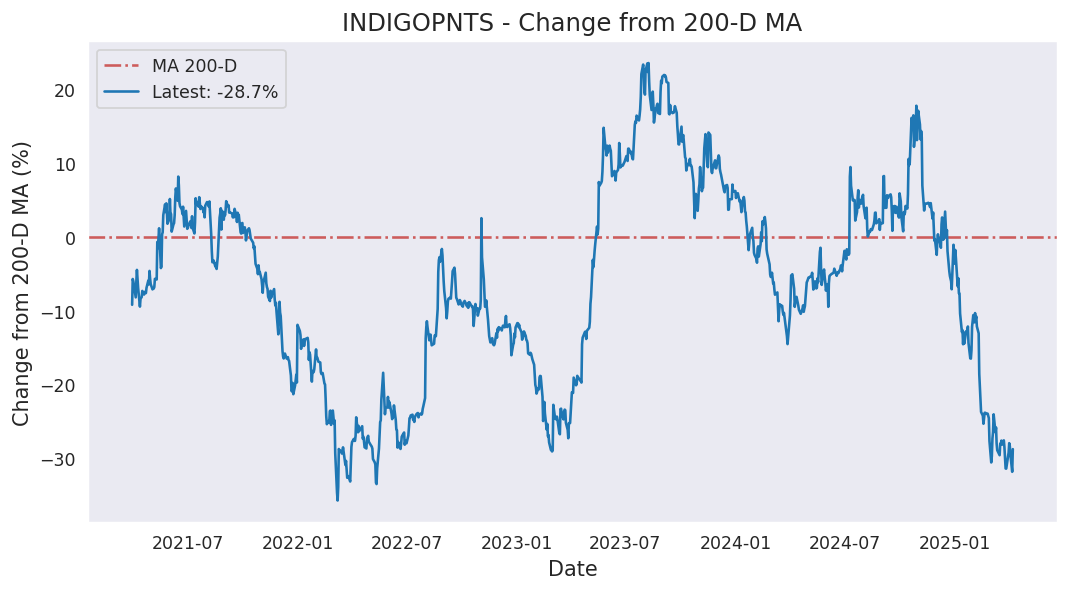 INDIGOPNTS - Change from 200-D MA
MA 200-D
Latest: -28.7%
Change from 200-D MA (%)
20
10
0
−10
−20
−30
2021-07 2022-01 2022-07 2023-01 2023-07 2024-01 2024-07 2025-01
Date